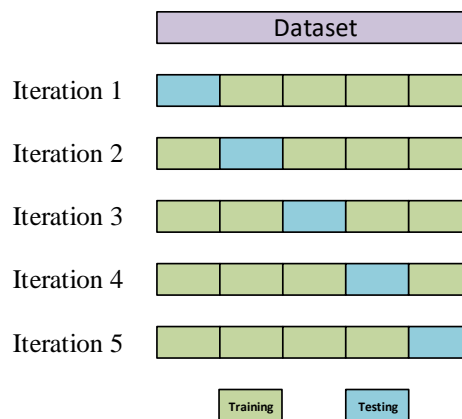 Dataset
Iteration 1
Iteration 2
Iteration 3
Iteration 4
Iteration 5
Training Testing